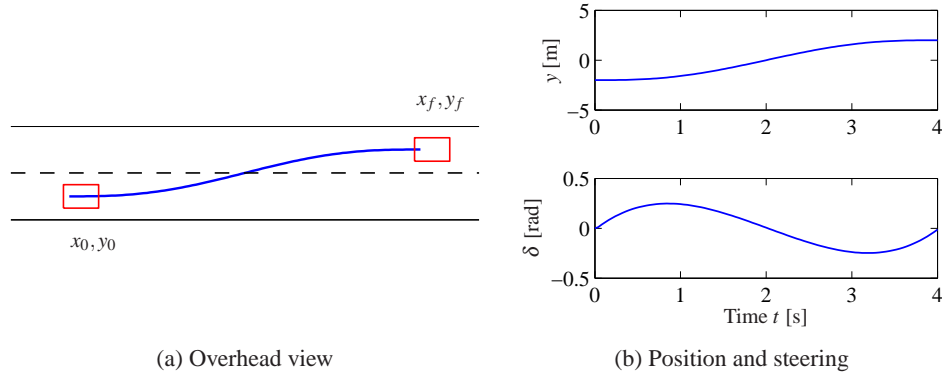 x_f, y_f
x_0, y_0
(a) Overhead view
5
0
−5
y [m]
0 1 2 3 4
0.5
0
−0.5
δ [rad]
0 1 2 3 4
Time t [s]
(b) Position and steering